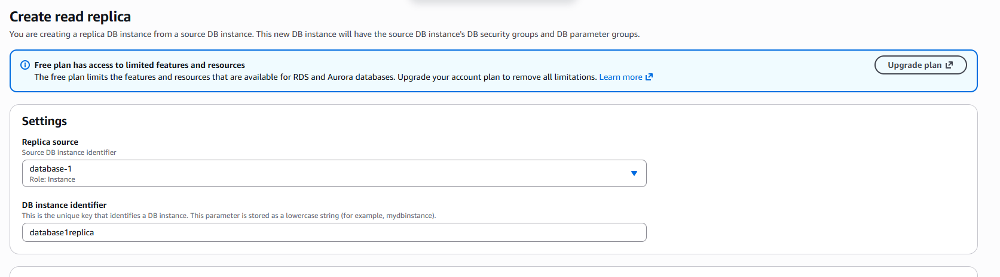 Create read replica
You are creating a replica DB instance from a source DB instance. This new DB instance will have the source DB instance's DB security groups and DB parameter groups.
Free plan has access to limited features and resources
The free plan limits the features and resources that are available for RDS and Aurora databases. Upgrade your account plan to remove all limitations. Learn more
Upgrade plan
Settings
Replica source
Source DB instance identifier
database-1
Role: Instance
DB instance identifier
This is the unique key that identifies a DB instance. This parameter is stored as a lowercase string (for example, mydbinstance).
database1replica